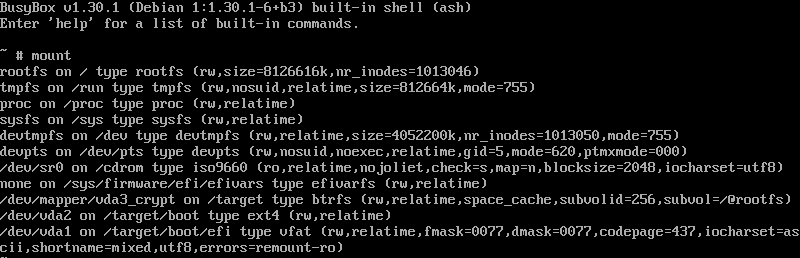 BusyBox v1.30.1 (Debian 1:1.30.1-6+b3) built-in shell (ash)
Enter 'help' for a list of built-in commands.
~ # mount
rootfs on / type rootfs (rw,size=8126616k,nr_inodes=1013046)
tmpfs on /run type tmpfs (rw,nosuid,relatime,size=812664k,mode=755)
proc on /proc type proc (rw,relatime)
sysfs on /sys type sysfs (rw,relatime)
devtmpfs on /dev type devtmpfs (rw,relatime,size=4052200k,nr_inodes=1013050,mode=755)
devpts on /dev/pts type devpts (rw,nosuid,noexec,relatime,gid=5,mode=620,ptmxmode=000)
/dev/sr0 on /cdrom type iso9660 (ro,relatime,nojoliet,check=s,map=n,blocksize=2048,iocharset=utf8)
none on /sys/firmware/efi/efivars type efivarfs (rw,relatime)
/dev/mapper/vda3_crypt on /target type btrfs (rw,relatime,space_cache,subvolid=256,subvol=/@rootfs)
/dev/vda2 on /target/boot type ext4 (rw,relatime)
/dev/vda1 on /target/boot/efi type vfat (rw,relatime,fmask=0077,dmask=0077,codepage=437,iocharset=as
cii,shortname=mixed,utf8,errors=remount-ro)